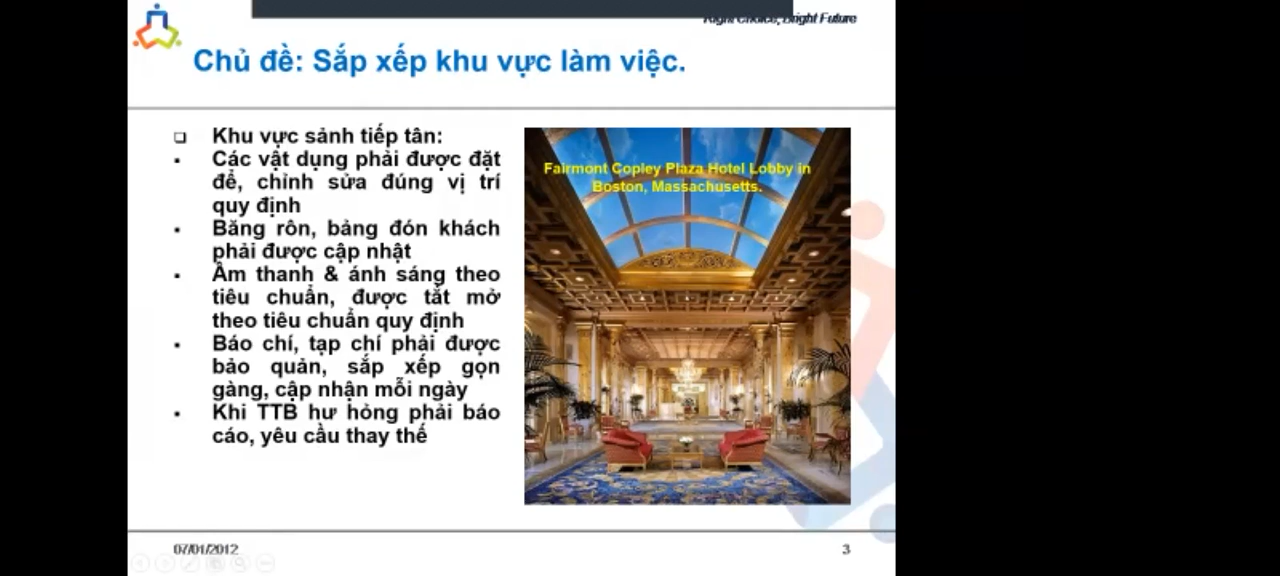 Right Choice, Bright Future
Chủ đề: Sắp xếp khu vực làm việc.
❑ Khu vực sảnh tiếp tân:
▪ Các vật dụng phải được đặt
để, chỉnh sửa đúng vị trí
quy định
▪ Băng rôn, bảng đón khách
phải được cập nhật
▪ Âm thanh & ánh sáng theo
tiêu chuẩn, được tắt mở
theo tiêu chuẩn quy định
▪ Báo chí, tạp chí phải được
bảo quản, sắp xếp gọn
gàng, cập nhận mỗi ngày
▪ Khi TTB hư hỏng phải báo
cáo, yêu cầu thay thế
Fairmont Copley Plaza Hotel Lobby in
Boston, Massachusetts.
07/01/2012
3